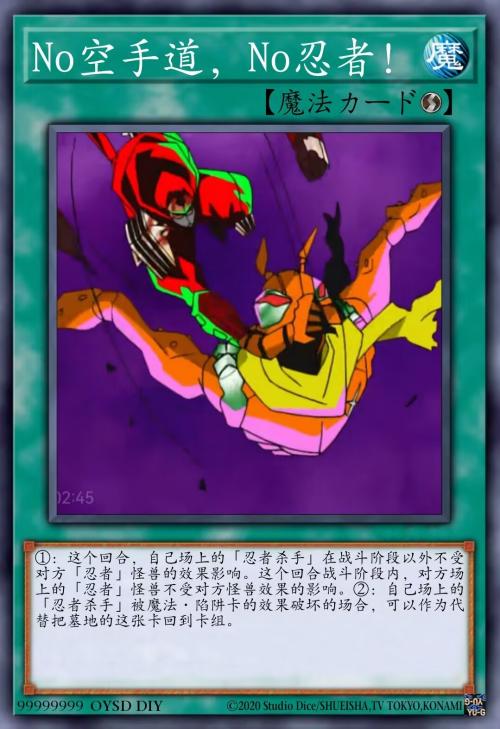 No空手道，No忍者！
魔
【魔法カード】
02:45
①：这个回合，自己场上的「忍者杀手」在战斗阶段以外不受
对方「忍者」怪兽的效果影响。这个回合战斗阶段内，对方场
上的「忍者」怪兽不受对方怪兽效果的影响。②：自己场上的
「忍者杀手」被魔法·陷阱卡的效果破坏的场合，可以作为代
替把墓地的这张卡回到卡组。
99999999 OYSD DIY ©2020 Studio Dice/SHUEISHA,TV TOKYO,KONAMI